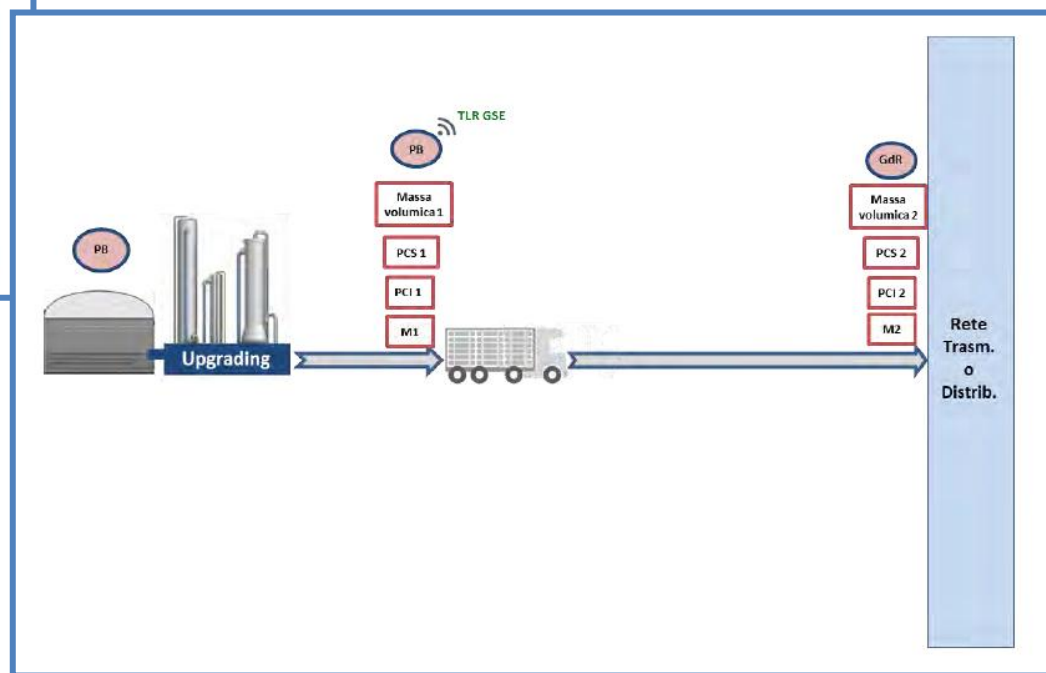 TLR GSE
PB
GdR
Massa
volumica 1
Massa
volumica 2
PB
PCS 1
PCS 2
PCI 1
PCI 2
M1
M2
Upgrading
Rete
Trasm.
o
Distrib.